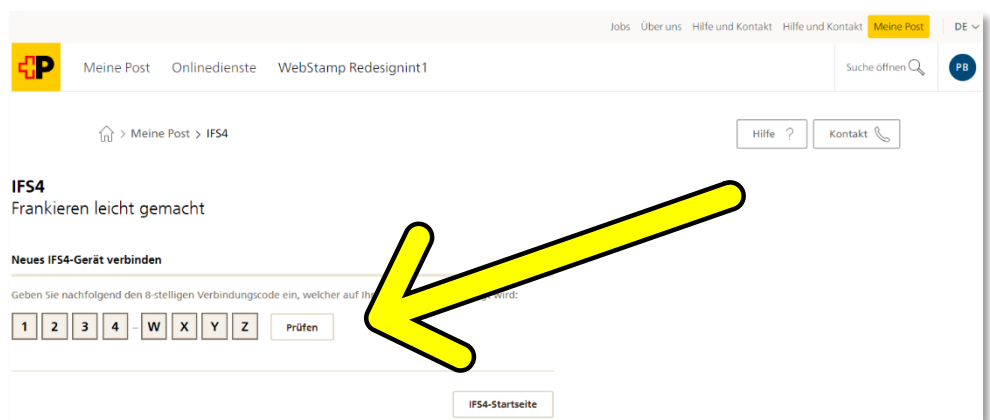 Jobs Über uns Hilfe und Kontakt Hilfe und Kontakt Meine Post DE
P Meine Post Onlinedienste WebStamp Redesignint1 Suche öffnen PB
> Meine Post > IFS4 Hilfe ? Kontakt
IFS4
Frankieren leicht gemacht
Neues IFS4-Gerät verbinden
Geben Sie nachfolgend den 8-stelligen Verbindungscode ein, welcher auf wird:
1 2 3 4 – W X Y Z Prüfen
IFS4-Startseite